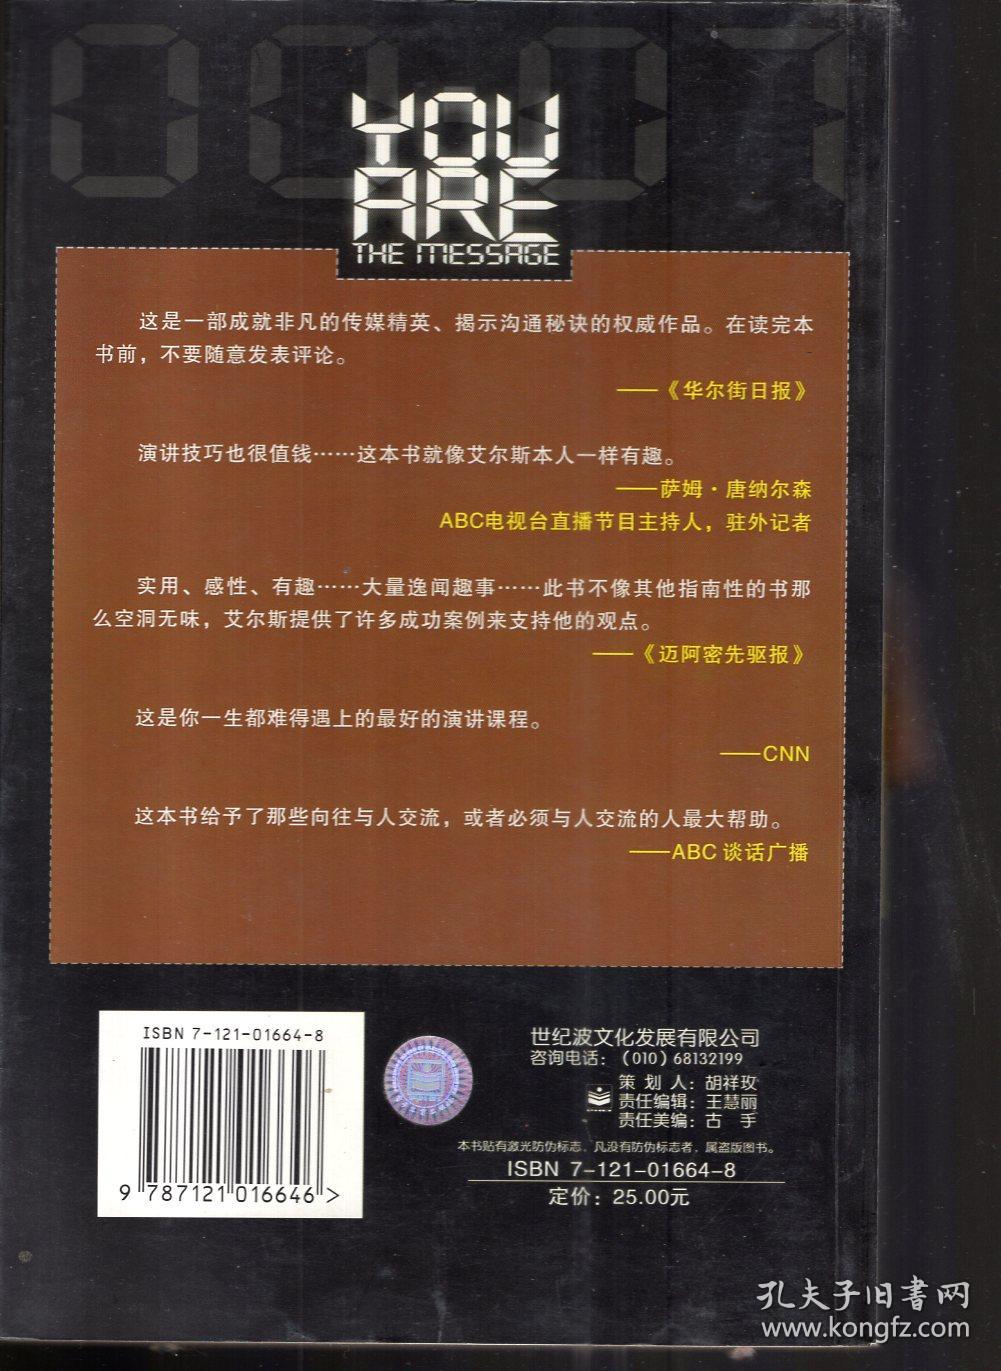 YOU
ARE
THE MESSAGE
这是一部成就非凡的传媒精英、揭示沟通秘诀的权威作品。在读完本
书前，不要随意发表评论。
——《华尔街日报》
演讲技巧也很值钱……这本书就像艾尔斯本人一样有趣。
——萨姆·唐纳尔森
ABC电视台直播节目主持人，驻外记者
实用、感性、有趣……大量逸闻趣事……此书不像其他指南性的书那
么空洞无味，艾尔斯提供了许多成功案例来支持他的观点。
——《迈阿密先驱报》
这是你一生都难得遇上的最好的演讲课程。
——CNN
这本书给予了那些向往与人交流，或者必须与人交流的人最大帮助。
——ABC 谈话广播
ISBN 7-121-01664-8
9 787121 016646 >
世纪波文化发展有限公司
咨询电话：（010）68132199
策 划 人：胡祥玫
责任编辑：王慧丽
责任美编：古 手
本书贴有激光防伪标志，凡没有防伪标志者，属盗版图书。
ISBN 7-121-01664-8
定价：25.00元
孔夫子旧书网
www.kongfz.com